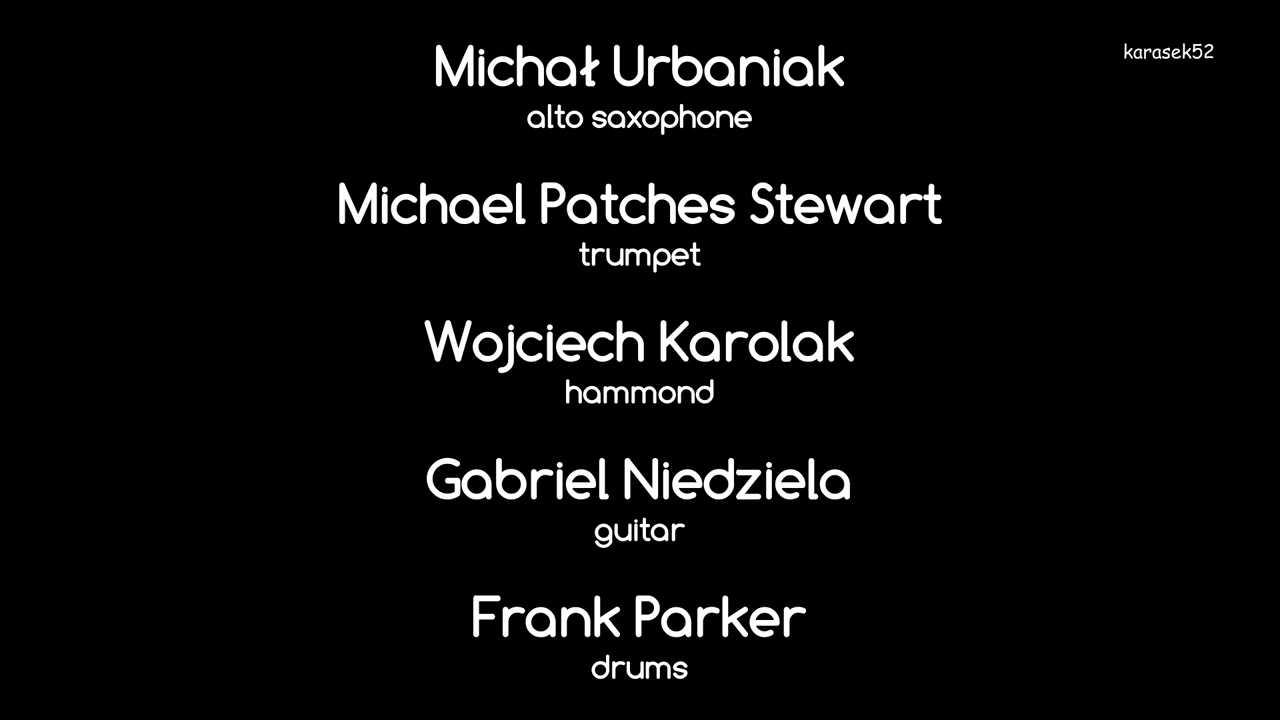 karasek52
Michał Urbaniak
alto saxophone
Michael Patches Stewart
trumpet
Wojciech Karolak
hammond
Gabriel Niedziela
guitar
Frank Parker
drums